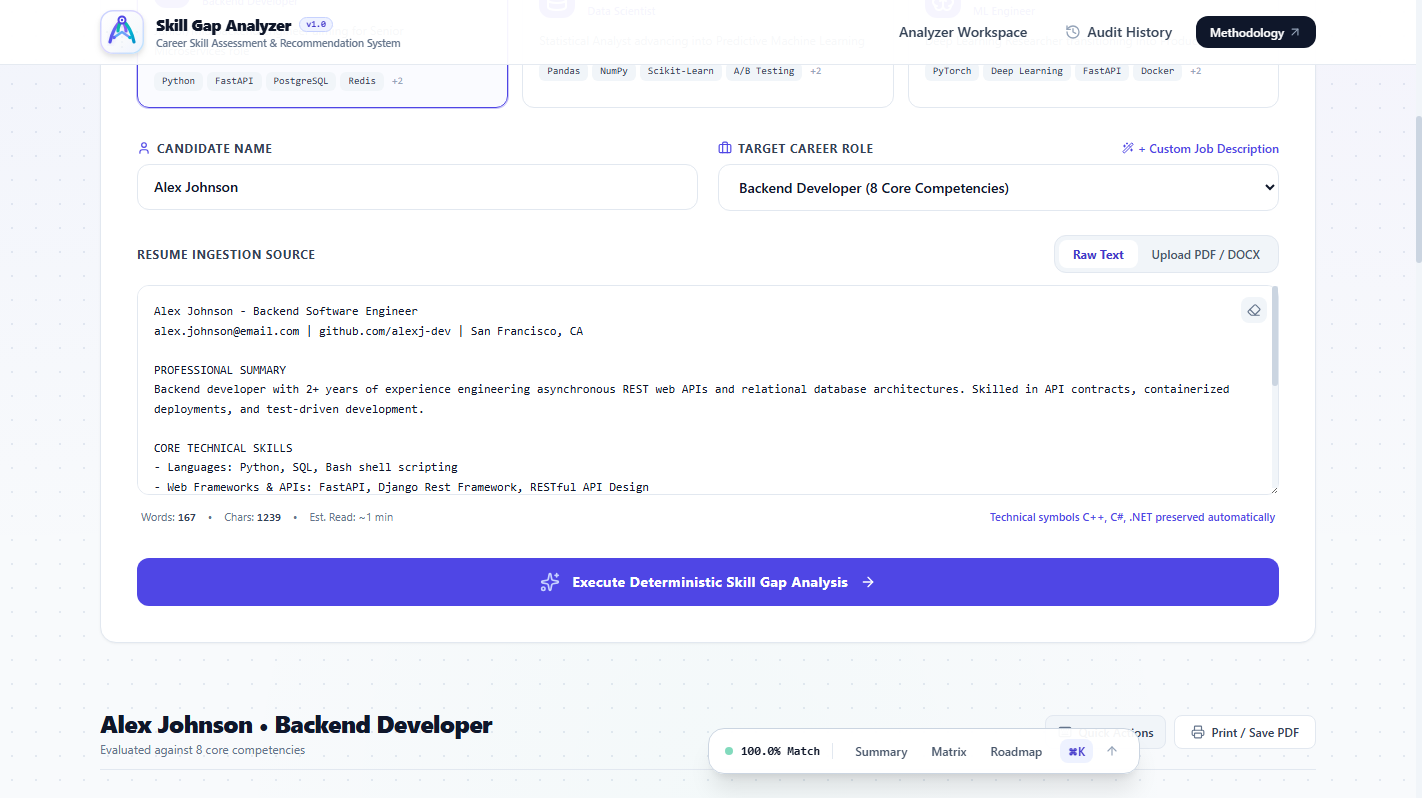 Skill Gap Analyzer v1.0
Career Skill Assessment & Recommendation System
Analyzer Workspace
Audit History
Methodology
Backend Developer
Data Scientist
ML Engineer
Python FastAPI PostgreSQL Redis +2
Pandas NumPy Scikit-Learn A/B Testing +2
PyTorch Deep Learning FastAPI Docker +2
CANDIDATE NAME
Alex Johnson
TARGET CAREER ROLE
+ Custom Job Description
Backend Developer (8 Core Competencies)
RESUME INGESTION SOURCE
Raw Text
Upload PDF / DOCX
Alex Johnson - Backend Software Engineer
alex.johnson@email.com | github.com/alexj-dev | San Francisco, CA
PROFESSIONAL SUMMARY
Backend developer with 2+ years of experience engineering asynchronous REST web APIs and relational database architectures. Skilled in API contracts, containerized
deployments, and test-driven development.
CORE TECHNICAL SKILLS
- Languages: Python, SQL, Bash shell scripting
- Web Frameworks & APIs: FastAPI, Django Rest Framework, RESTful API Design
Words: 167 • Chars: 1239 • Est. Read: ~1 min
Technical symbols C++, C#, .NET preserved automatically
Execute Deterministic Skill Gap Analysis
Alex Johnson • Backend Developer
Evaluated against 8 core competencies
Quick Actions
Print / Save PDF
100.0% Match
Summary
Matrix
Roadmap
⌘K